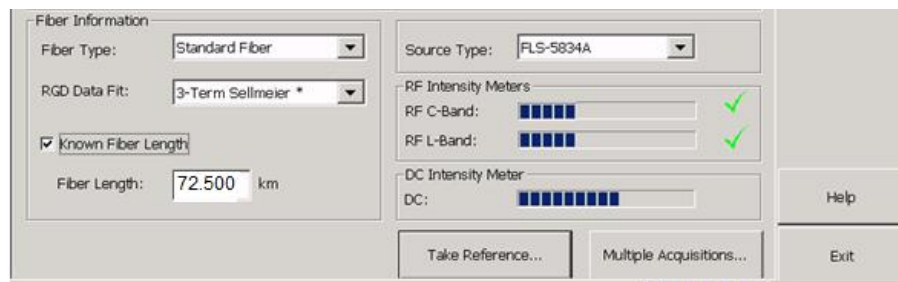 Fiber Information
Fiber Type: Standard Fiber
RGD Data Fit: 3-Term Sellmeier *
Known Fiber Length
Fiber Length: 72.500 km
Source Type: FLS-5834A
RF Intensity Meters
RF C-Band:
RF L-Band:
DC Intensity Meter
DC:
Take Reference...
Multiple Acquisitions...
Help
Exit